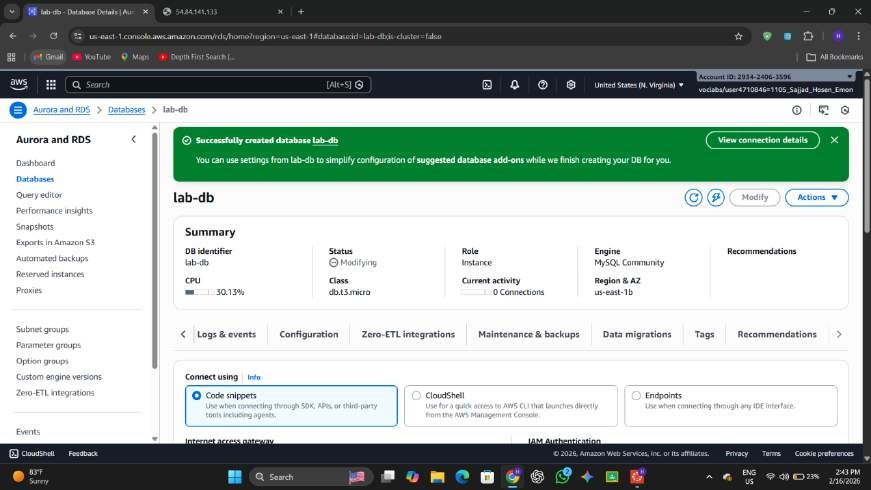 lab-db - Database Details | Auro
54.84.141.133
us-east-1.console.aws.amazon.com/rds/home?region=us-east-1#database:id=lab-db;is-cluster=false
Gmail
YouTube
Maps
Depth First Search (...
All Bookmarks
aws
Search
[Alt+S]
United States (N. Virginia)
Account ID: 2934-2406-3596
voclabs/user4710846=1105_Sajjad_Hosen_Emon
Aurora and RDS > Databases > lab-db
Aurora and RDS
Dashboard
Databases
Query editor
Performance insights
Snapshots
Exports in Amazon S3
Automated backups
Reserved instances
Proxies
Subnet groups
Parameter groups
Option groups
Custom engine versions
Zero-ETL integrations
Events
Successfully created database lab-db
You can use settings from lab-db to simplify configuration of suggested database add-ons while we finish creating your DB for you.
View connection details
lab-db
Modify
Actions
Summary
DB identifier
lab-db
Status
Modifying
Role
Instance
Engine
MySQL Community
Recommendations
CPU
30.13%
Class
db.t3.micro
Current activity
0 Connections
Region & AZ
us-east-1b
Logs & events
Configuration
Zero-ETL integrations
Maintenance & backups
Data migrations
Tags
Recommendations
Connect using
Info
Code snippets
Use when connecting through SDK, APIs, or third-party
tools including agents.
CloudShell
Use for a quick access to AWS CLI that launches directly
from the AWS Management Console.
Endpoints
Use when connecting through any IDE interface.
Internet access gateway
IAM Authentication
CloudShell
Feedback
© 2026, Amazon Web Services, Inc. or its affiliates.
Privacy
Terms
Cookie preferences
83°F
Sunny
Search
2
ENG
US
23%
2:43 PM
2/16/2026